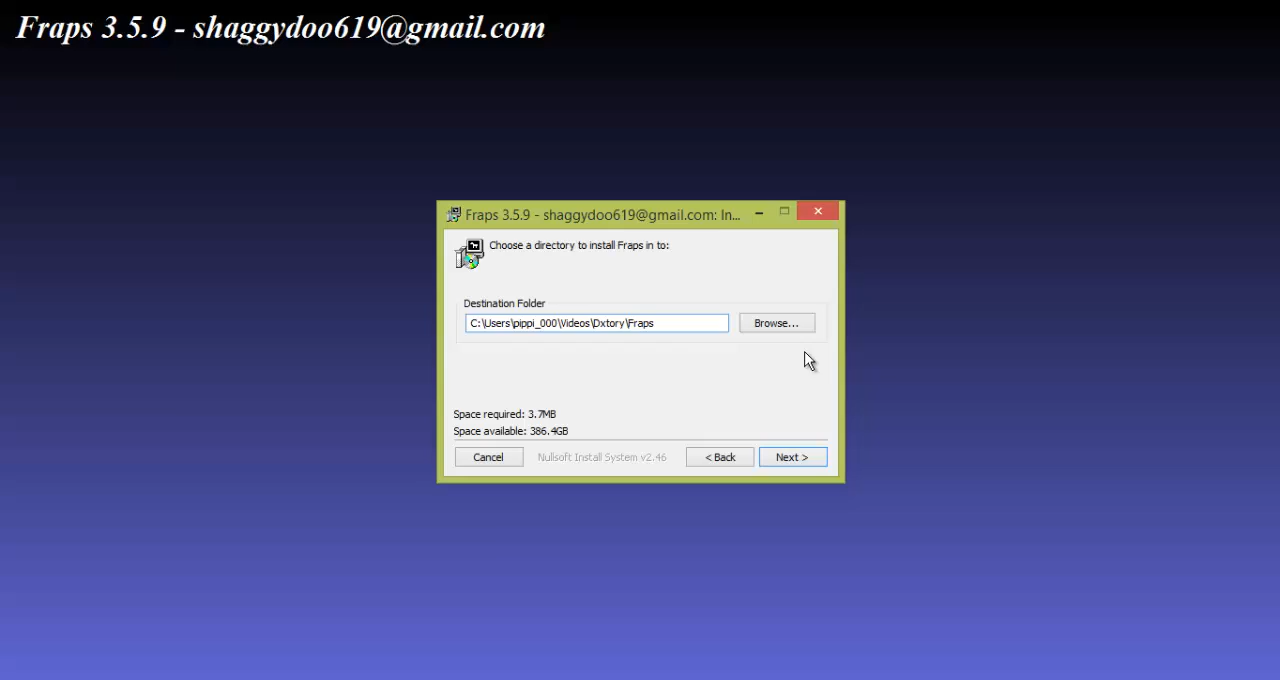 Fraps 3.5.9 - shaggydoo619@gmail.com
Fraps 3.5.9 - shaggydoo619@gmail.com: In...
Choose a directory to install Fraps in to:
Destination Folder
C:\Users\pippi_000\Videos\Dxtory\Fraps
Browse...
Space required: 3.7MB
Space available: 386.4GB
Cancel
Nullsoft Install System v2.46
< Back
Next >